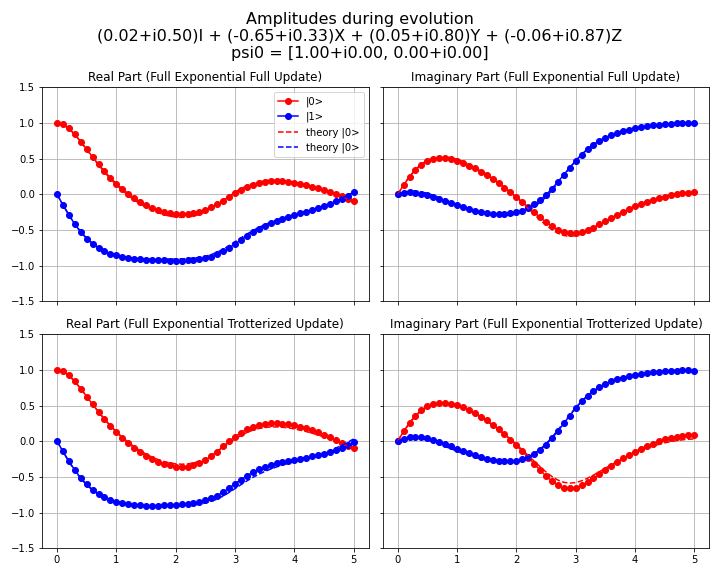 Amplitudes during evolution
(0.02+i0.50)I + (-0.65+i0.33)X + (0.05+i0.80)Y + (-0.06+i0.87)Z
psi0 = [1.00+i0.00, 0.00+i0.00]
Real Part (Full Exponential Full Update)
Imaginary Part (Full Exponential Full Update)
1.5
1.0
0.5
0.0
−0.5
−1.0
−1.5
|0>
|1>
theory |0>
theory |0>
Real Part (Full Exponential Trotterized Update)
Imaginary Part (Full Exponential Trotterized Update)
1.5
1.0
0.5
0.0
−0.5
−1.0
−1.5
0 1 2 3 4 5
0 1 2 3 4 5